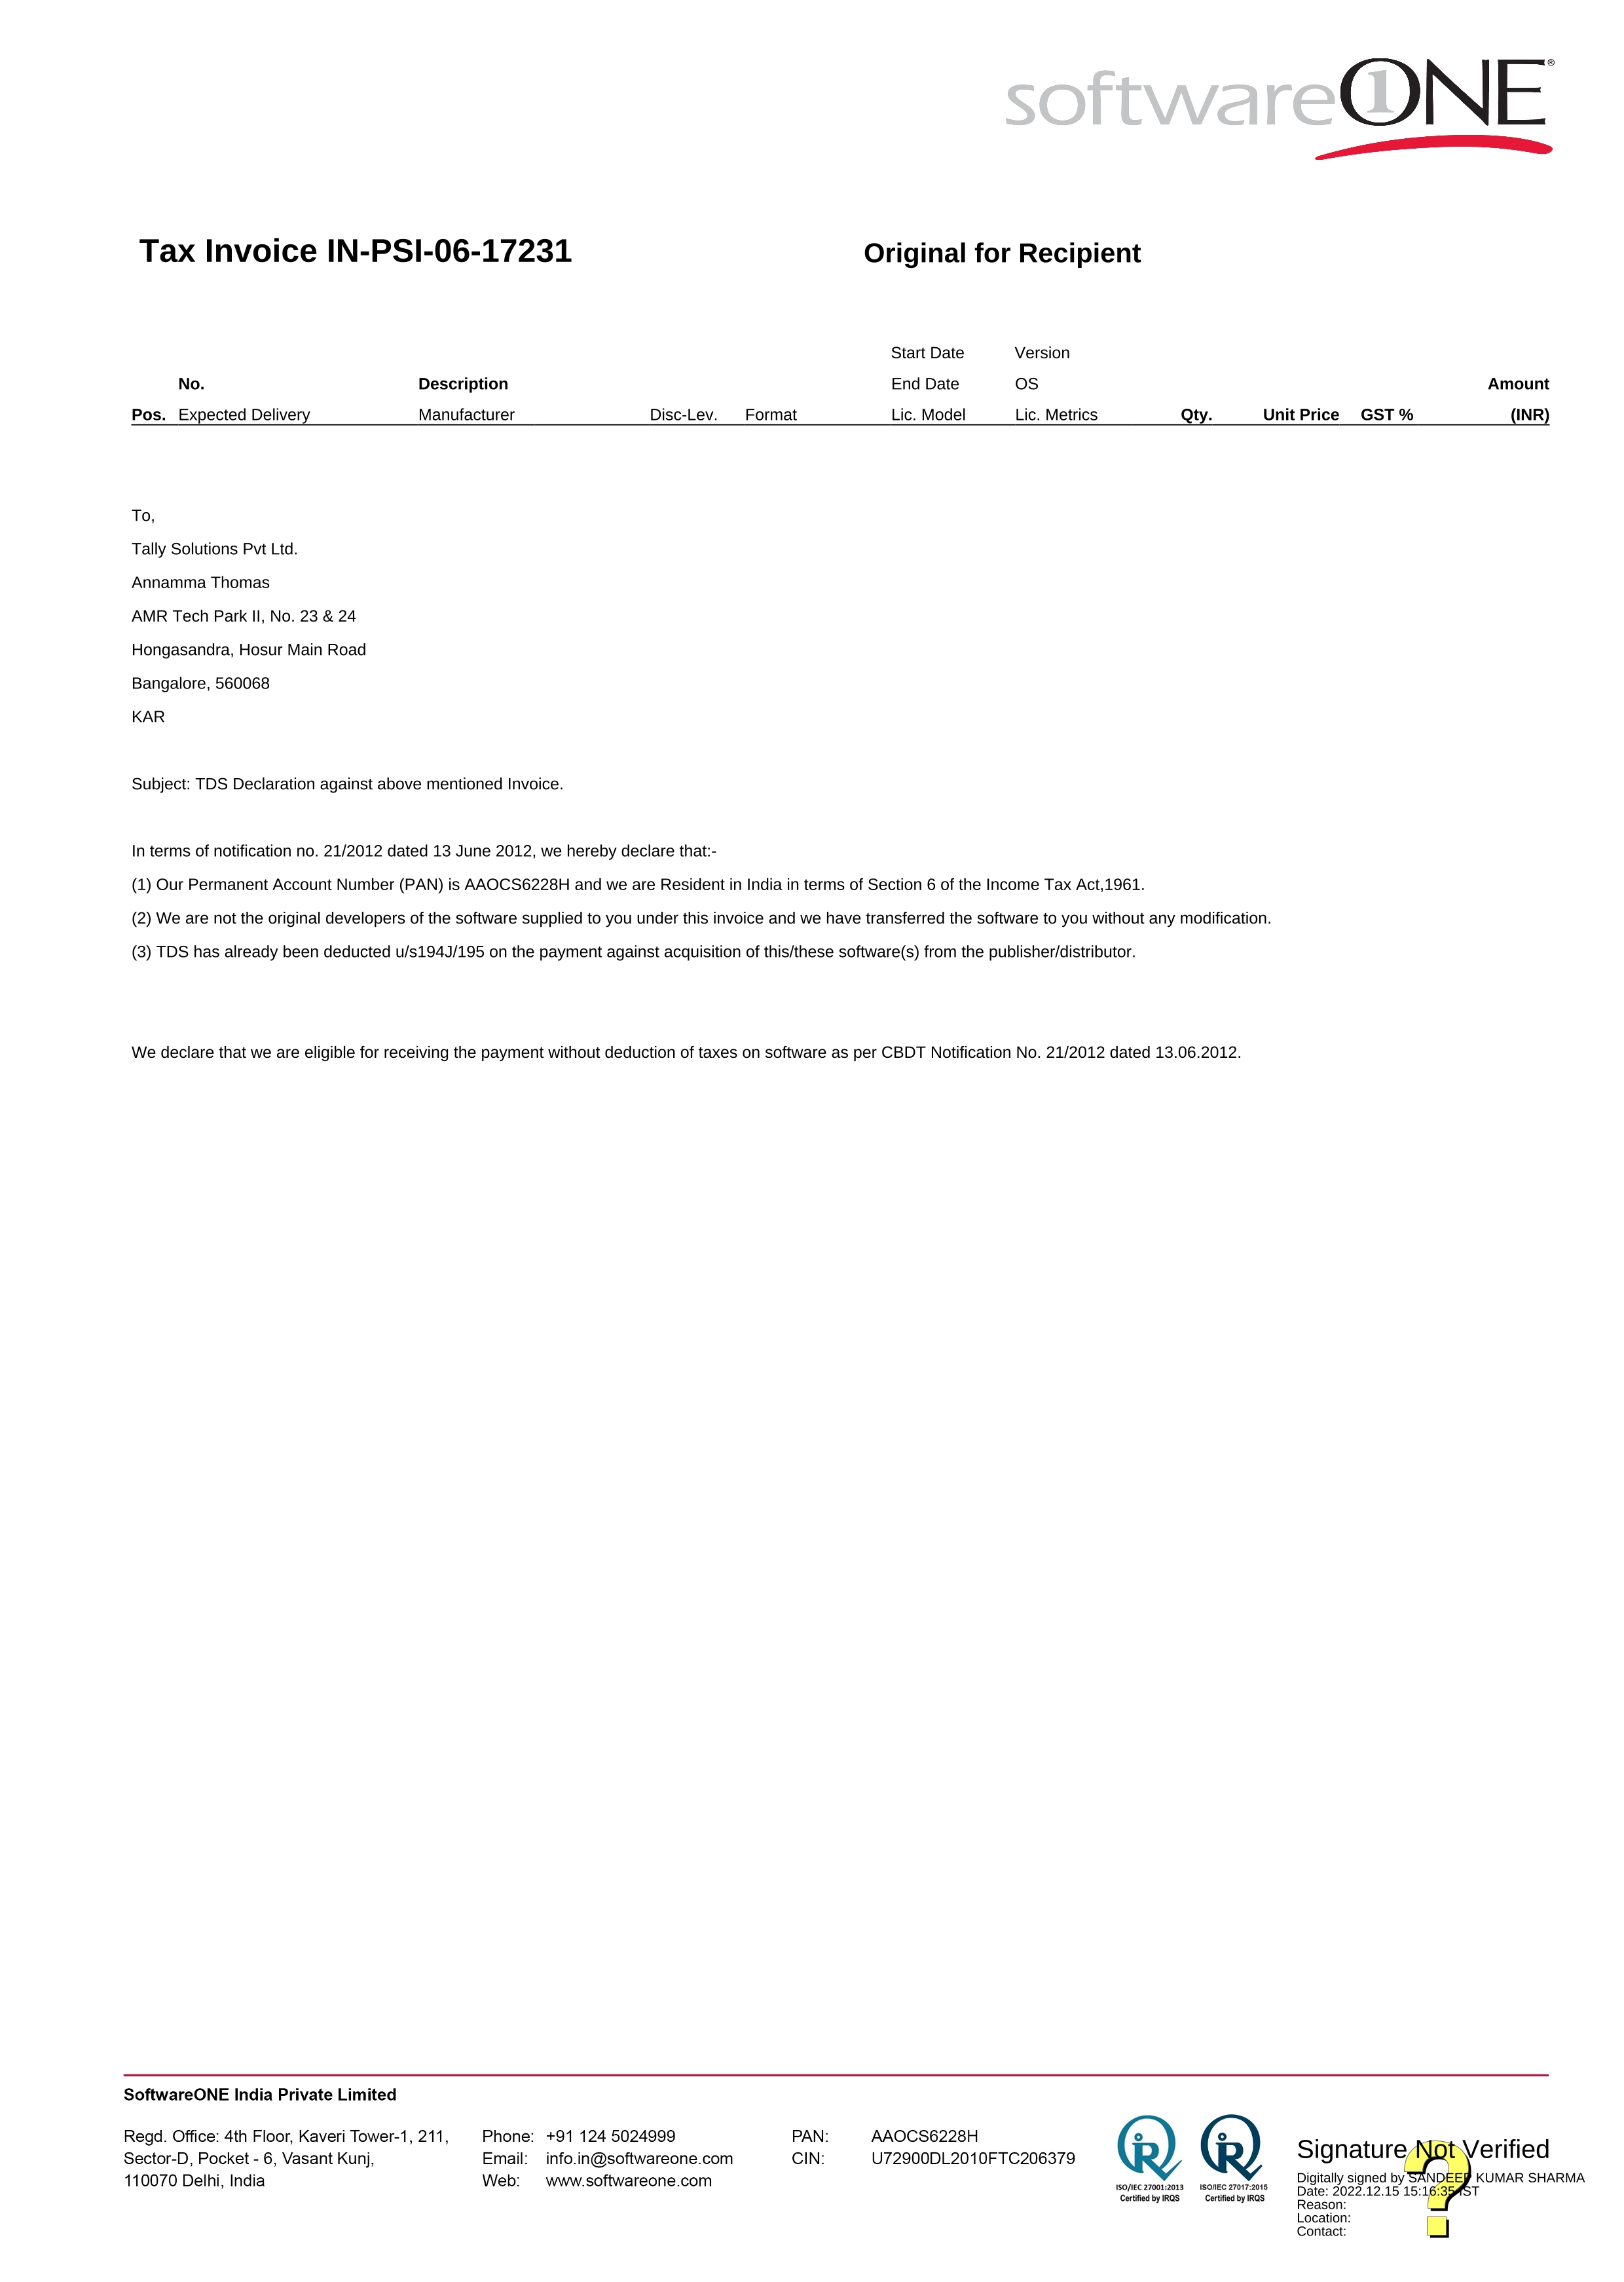 softwareONE®
Tax Invoice IN-PSI-06-17231 Original for Recipient
Start Date Version
No. Description End Date OS Amount
Pos. Expected Delivery Manufacturer Disc-Lev. Format Lic. Model Lic. Metrics Qty. Unit Price GST % (INR)
To,
Tally Solutions Pvt Ltd.
Annamma Thomas
AMR Tech Park II, No. 23 & 24
Hongasandra, Hosur Main Road
Bangalore, 560068
KAR
Subject: TDS Declaration against above mentioned Invoice.
In terms of notification no. 21/2012 dated 13 June 2012, we hereby declare that:-
(1) Our Permanent Account Number (PAN) is AAOCS6228H and we are Resident in India in terms of Section 6 of the Income Tax Act,1961.
(2) We are not the original developers of the software supplied to you under this invoice and we have transferred the software to you without any modification.
(3) TDS has already been deducted u/s194J/195 on the payment against acquisition of this/these software(s) from the publisher/distributor.
We declare that we are eligible for receiving the payment without deduction of taxes on software as per CBDT Notification No. 21/2012 dated 13.06.2012.
SoftwareONE India Private Limited
Regd. Office: 4th Floor, Kaveri Tower-1, 211, Phone: +91 124 5024999 PAN: AAOCS6228H
Sector-D, Pocket - 6, Vasant Kunj, Email: info.in@softwareone.com CIN: U72900DL2010FTC206379
110070 Delhi, India Web: www.softwareone.com
ISO/IEC 27001:2013
Certified by IRQS
ISO/IEC 27017:2015
Certified by IRQS
Signature Not Verified
Digitally signed by SANDEEP KUMAR SHARMA
Date: 2022.12.15 15:16:35 IST
Reason:
Location:
Contact: